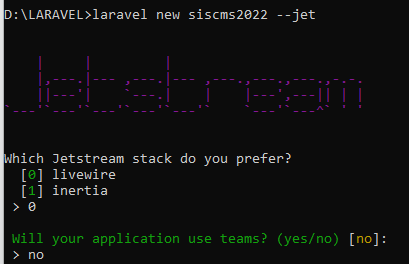 D:\LARAVEL>laravel new siscms2022 --jet
Jetstream
Which Jetstream stack do you prefer?
[0] livewire
[1] inertia
> 0
Will your application use teams? (yes/no) [no]:
> no